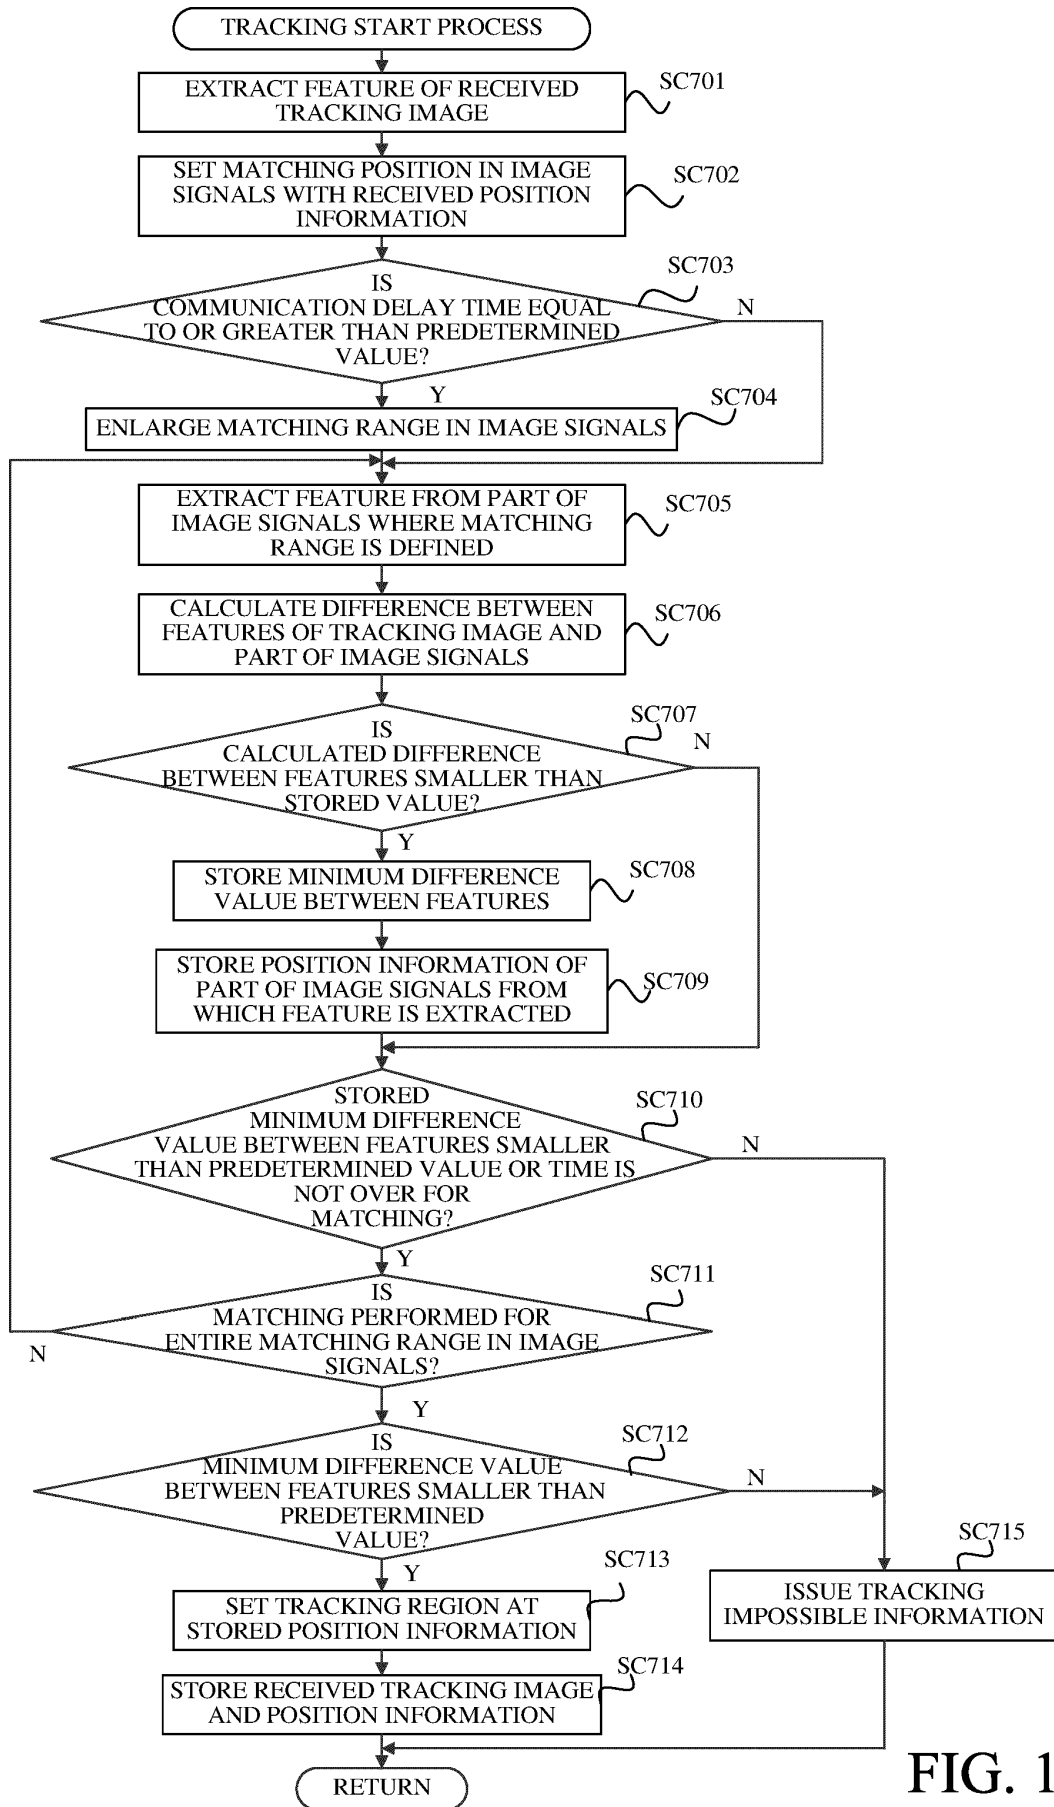 TRACKING START PROCESS
EXTRACT FEATURE OF RECEIVED
TRACKING IMAGE
SC701
SET MATCHING POSITION IN IMAGE
SIGNALS WITH RECEIVED POSITION
INFORMATION
SC702
IS
COMMUNICATION DELAY TIME EQUAL
TO OR GREATER THAN PREDETERMINED
VALUE?
SC703
N
Y
ENLARGE MATCHING RANGE IN IMAGE SIGNALS
SC704
EXTRACT FEATURE FROM PART OF
IMAGE SIGNALS WHERE MATCHING
RANGE IS DEFINED
SC705
CALCULATE DIFFERENCE BETWEEN
FEATURES OF TRACKING IMAGE AND
PART OF IMAGE SIGNALS
SC706
IS
CALCULATED DIFFERENCE
BETWEEN FEATURES SMALLER THAN
STORED VALUE?
SC707
N
Y
STORE MINIMUM DIFFERENCE
VALUE BETWEEN FEATURES
SC708
STORE POSITION INFORMATION OF
PART OF IMAGE SIGNALS FROM
WHICH FEATURE IS EXTRACTED
SC709
STORED
MINIMUM DIFFERENCE
VALUE BETWEEN FEATURES SMALLER
THAN PREDETERMINED VALUE OR TIME IS
NOT OVER FOR
MATCHING?
SC710
N
Y
IS
MATCHING PERFORMED FOR
ENTIRE MATCHING RANGE IN IMAGE
SIGNALS?
SC711
N
Y
IS
MINIMUM DIFFERENCE VALUE
BETWEEN FEATURES SMALLER THAN
PREDETERMINED
VALUE?
SC712
N
Y
SET TRACKING REGION AT
STORED POSITION INFORMATION
SC713
ISSUE TRACKING
IMPOSSIBLE INFORMATION
SC715
STORE RECEIVED TRACKING IMAGE
AND POSITION INFORMATION
SC714
RETURN
FIG. 1